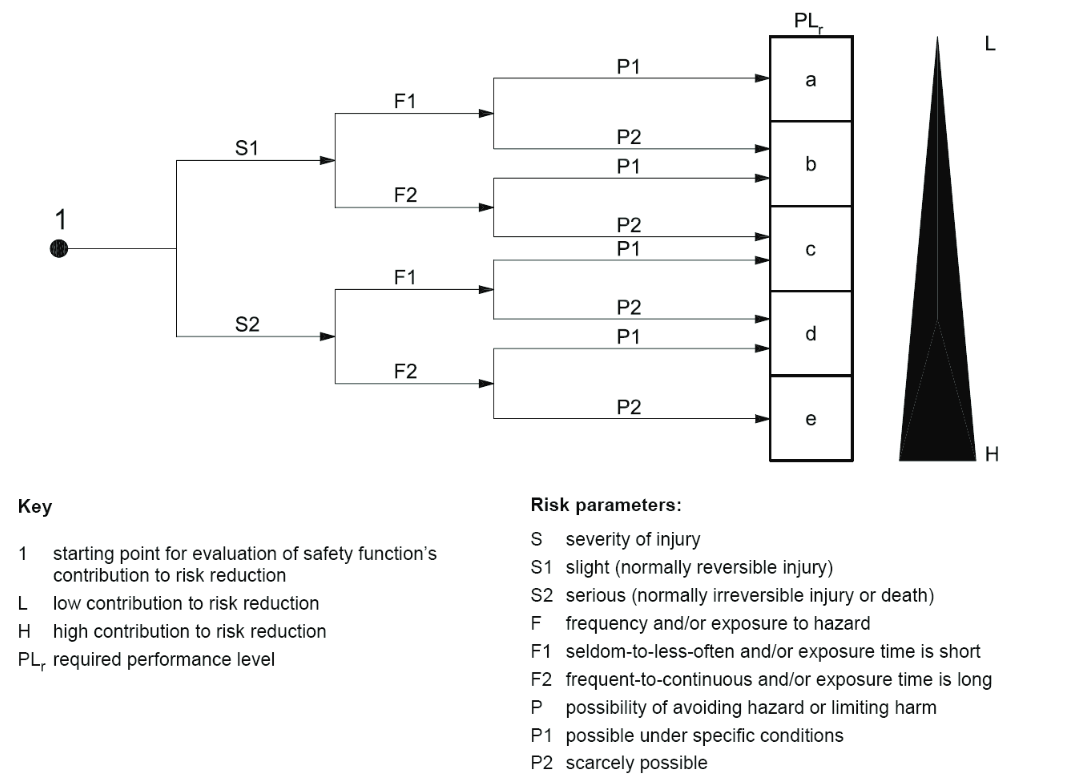 PLr
L
P1
a
F1
P2
S1
P1
b
F2
1
P2
P1
c
F1
S2
P2
P1
d
F2
P2
e
H
Key
1 starting point for evaluation of safety function's
contribution to risk reduction
L low contribution to risk reduction
H high contribution to risk reduction
PLr required performance level
Risk parameters:
S severity of injury
S1 slight (normally reversible injury)
S2 serious (normally irreversible injury or death)
F frequency and/or exposure to hazard
F1 seldom-to-less-often and/or exposure time is short
F2 frequent-to-continuous and/or exposure time is long
P possibility of avoiding hazard or limiting harm
P1 possible under specific conditions
P2 scarcely possible